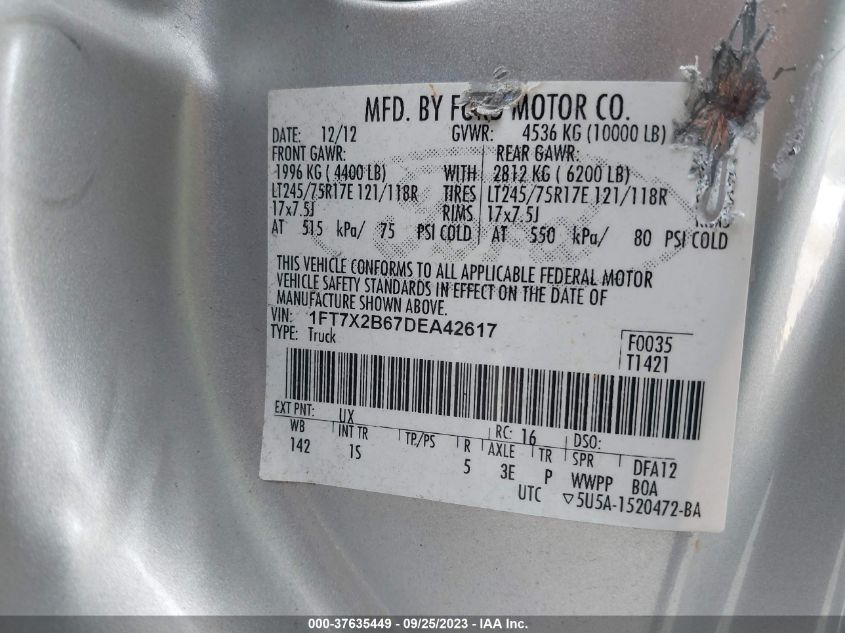 MFD. BY FORD MOTOR CO.
DATE: 12/12 GVWR: 4536 KG (10000 LB)
FRONT GAWR: REAR GAWR:
1996 KG ( 4400 LB) WITH 2812 KG ( 6200 LB)
LT245/75R17E 121/118R TIRES LT245/75R17E 121/118R
17x7.5J RIMS 17x7.5J
AT 515 kPa/ 75 PSI COLD AT 550 kPa/ 80 PSI COLD
THIS VEHICLE CONFORMS TO ALL APPLICABLE FEDERAL MOTOR
VEHICLE SAFETY STANDARDS IN EFFECT ON THE DATE OF
MANUFACTURE SHOWN ABOVE.
VIN: 1FT7X2B67DEA42617
TYPE: Truck
F0035
T1421
EXT PNT: UX RC: 16 DSO:
WB INT TR TP/PS R AXLE TR SPR DFA12
142 1S 5 3E P WWPP BOA
UTC ▽5U5A-1520472-BA
000-37635449 - 09/25/2023 - IAA Inc.